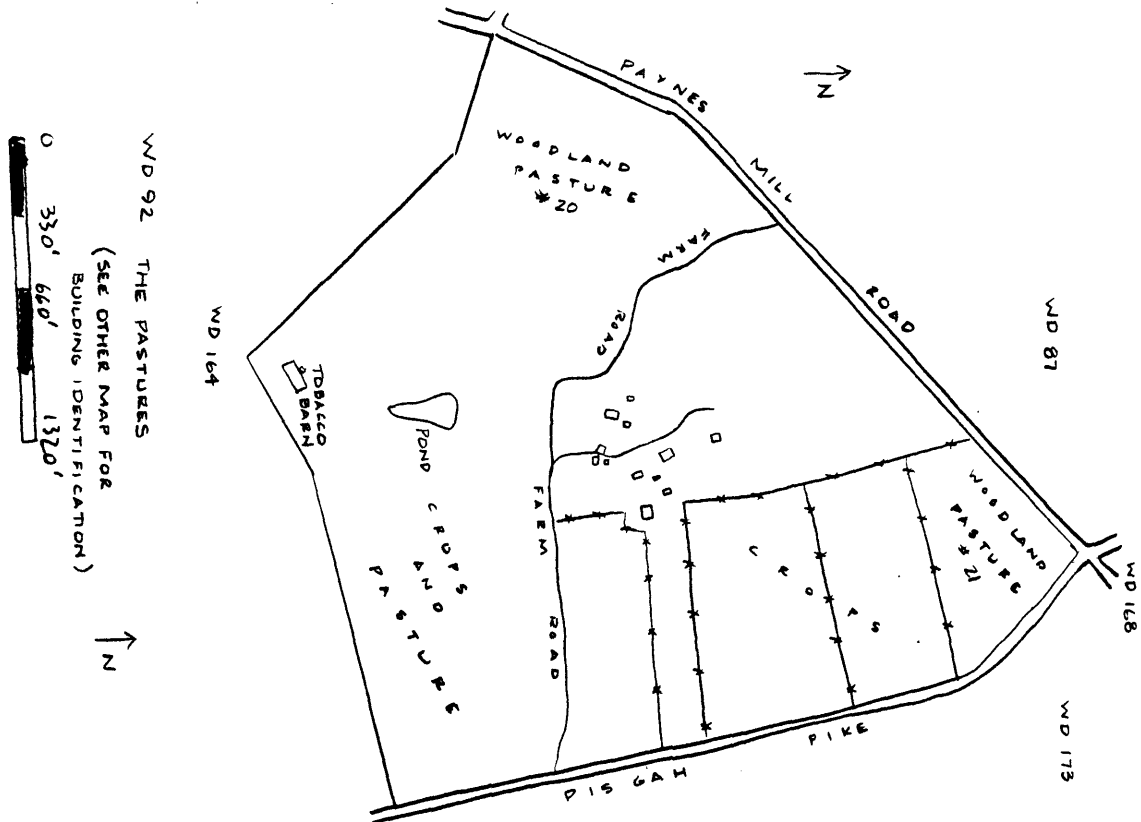 WD 92 THE PASTURES
(SEE OTHER MAP FOR
BUILDING IDENTIFICATION)
0 330' 660' 1320'
N
N
PAYNES MILL ROAD
WOODLAND
PASTURE
#20
FARM ROAD
WD 87
WD 164
TOBACCO
BARN
POND
CROPS
AND
PASTURE
FARM ROAD
CROPS
WOODLAND
PASTURE
#21
WD 168
WD 173
PISGAH PIKE